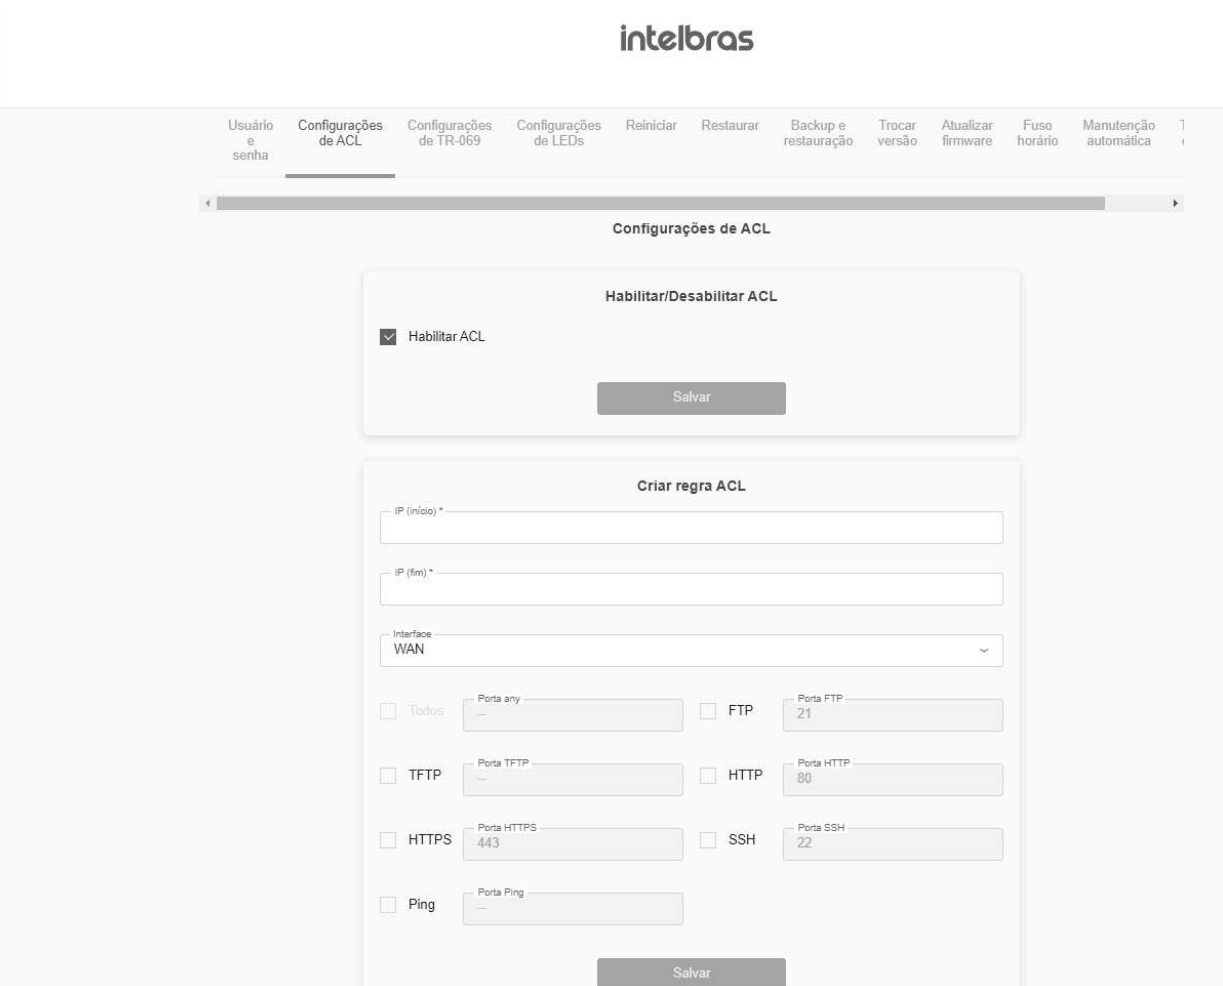 intelbras
Usuário
e
senha
Configurações
de ACL
Configurações
de TR-069
Configurações
de LEDs
Reiniciar
Restaurar
Backup e
restauração
Trocar
versão
Atualizar
firmware
Fuso
horário
Manutenção
automática
Configurações de ACL
Habilitar/Desabilitar ACL
Habilitar ACL
Salvar
Criar regra ACL
IP (início) *
IP (fim) *
Interface
WAN
Todos
Porta any
--
FTP
Porta FTP
21
TFTP
Porta TFTP
--
HTTP
Porta HTTP
80
HTTPS
Porta HTTPS
443
SSH
Porta SSH
22
Ping
Porta Ping
--
Salvar